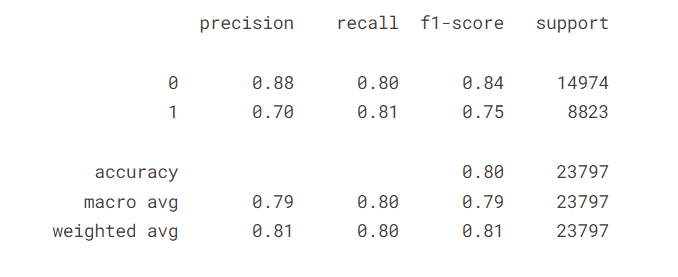 precision recall f1-score support
0 0.88 0.80 0.84 14974
1 0.70 0.81 0.75 8823
accuracy 0.80 23797
macro avg 0.79 0.80 0.79 23797
weighted avg 0.81 0.80 0.81 23797